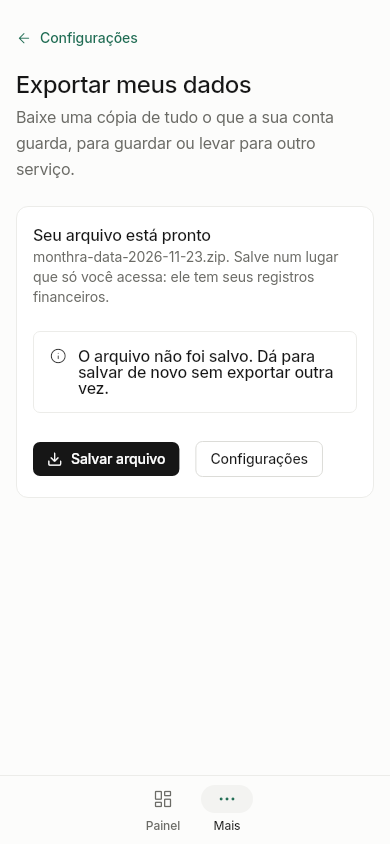 Configurações
Exportar meus dados
Baixe uma cópia de tudo o que a sua conta
guarda, para guardar ou levar para outro
serviço.
Seu arquivo está pronto
monthra-data-2026-11-23.zip. Salve num lugar
que só você acessa: ele tem seus registros
financeiros.
O arquivo não foi salvo. Dá para
salvar de novo sem exportar outra
vez.
Salvar arquivo
Configurações
Painel
Mais